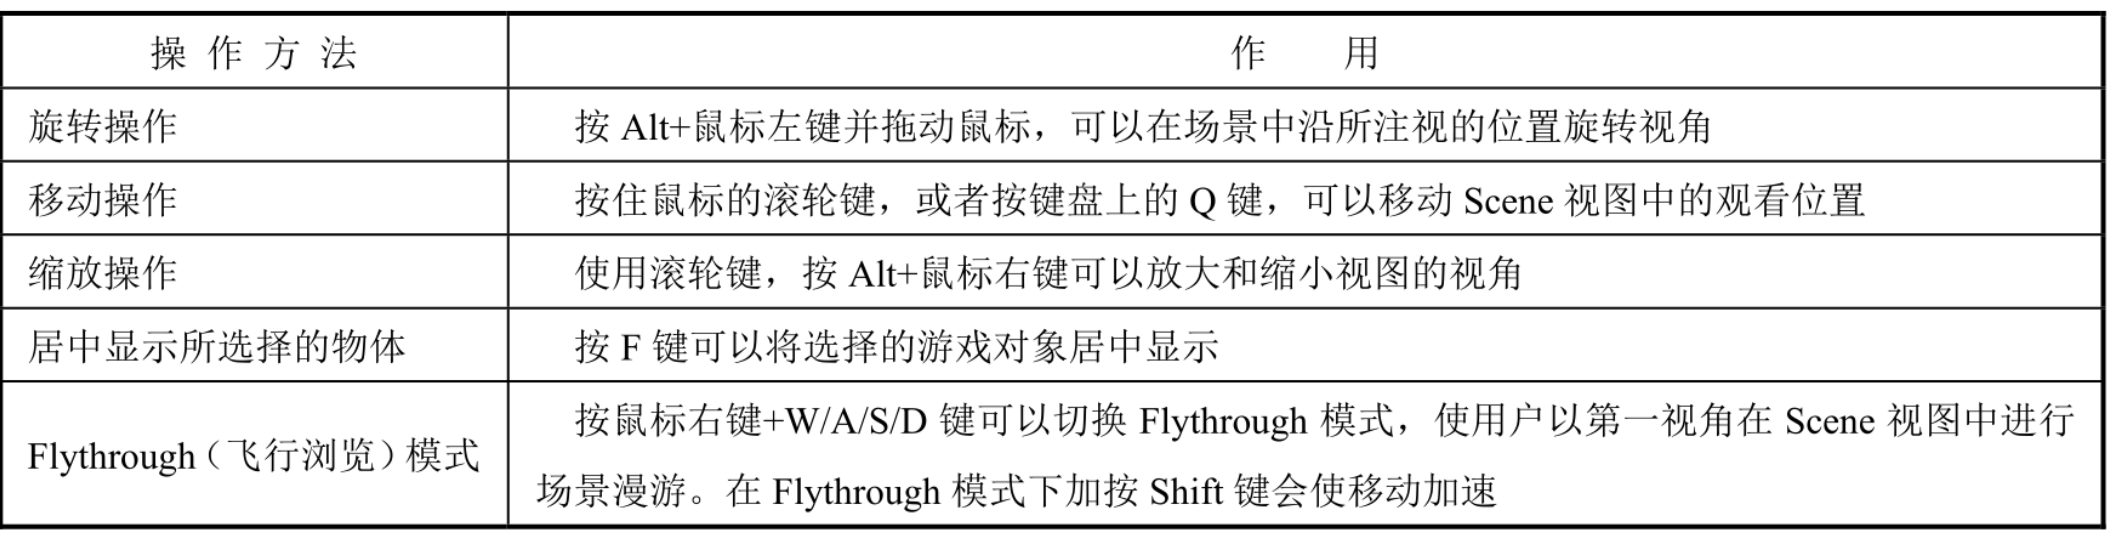 操作方法 作用
旋转操作 按 Alt+鼠标左键并拖动鼠标，可以在场景中沿所注视的位置旋转视角
移动操作 按住鼠标的滚轮键，或者按键盘上的 Q 键，可以移动 Scene 视图中的观看位置
缩放操作 使用滚轮键，按 Alt+鼠标右键可以放大和缩小视图的视角
居中显示所选择的物体 按 F 键可以将选择的游戏对象居中显示
Flythrough（飞行浏览）模式
按鼠标右键+W/A/S/D 键可以切换 Flythrough 模式，使用户以第一视角在 Scene 视图中进行
场景漫游。在 Flythrough 模式下加按 Shift 键会使移动加速